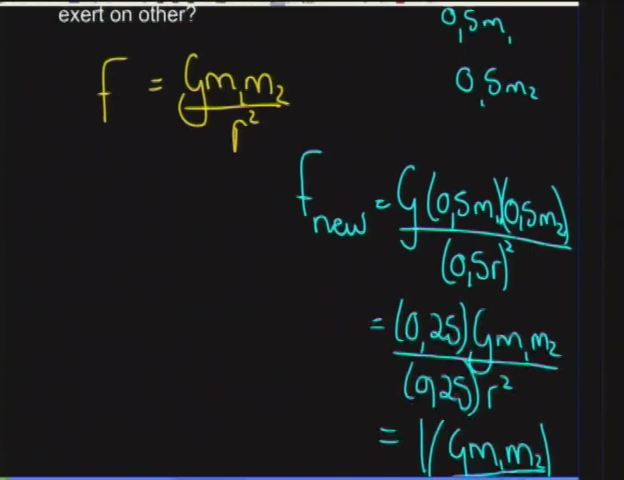 exert on other?
0,5m₁
0,5m₂
F = Gm₁m₂
r²
Fnew = G(0,5m₁)(0,5m₂)
(0,5r)²
= (0,25)Gm₁m₂
(0,25)r²
= 1(Gm₁m₂)